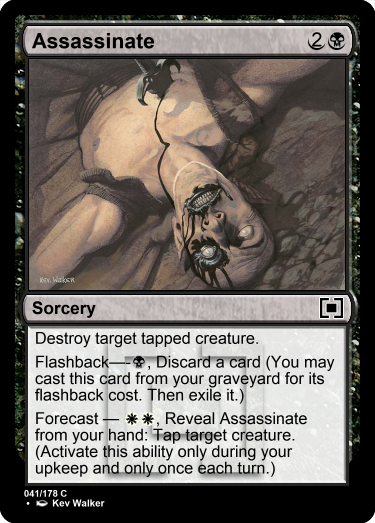 Assassinate 2
Kev Walker
Sorcery
Destroy target tapped creature.
Flashback—, Discard a card (You may
cast this card from your graveyard for its
flashback cost. Then exile it.)
Forecast — , Reveal Assassinate
from your hand: Tap target creature.
(Activate this ability only during your
upkeep and only once each turn.)
041/178 C
• Kev Walker